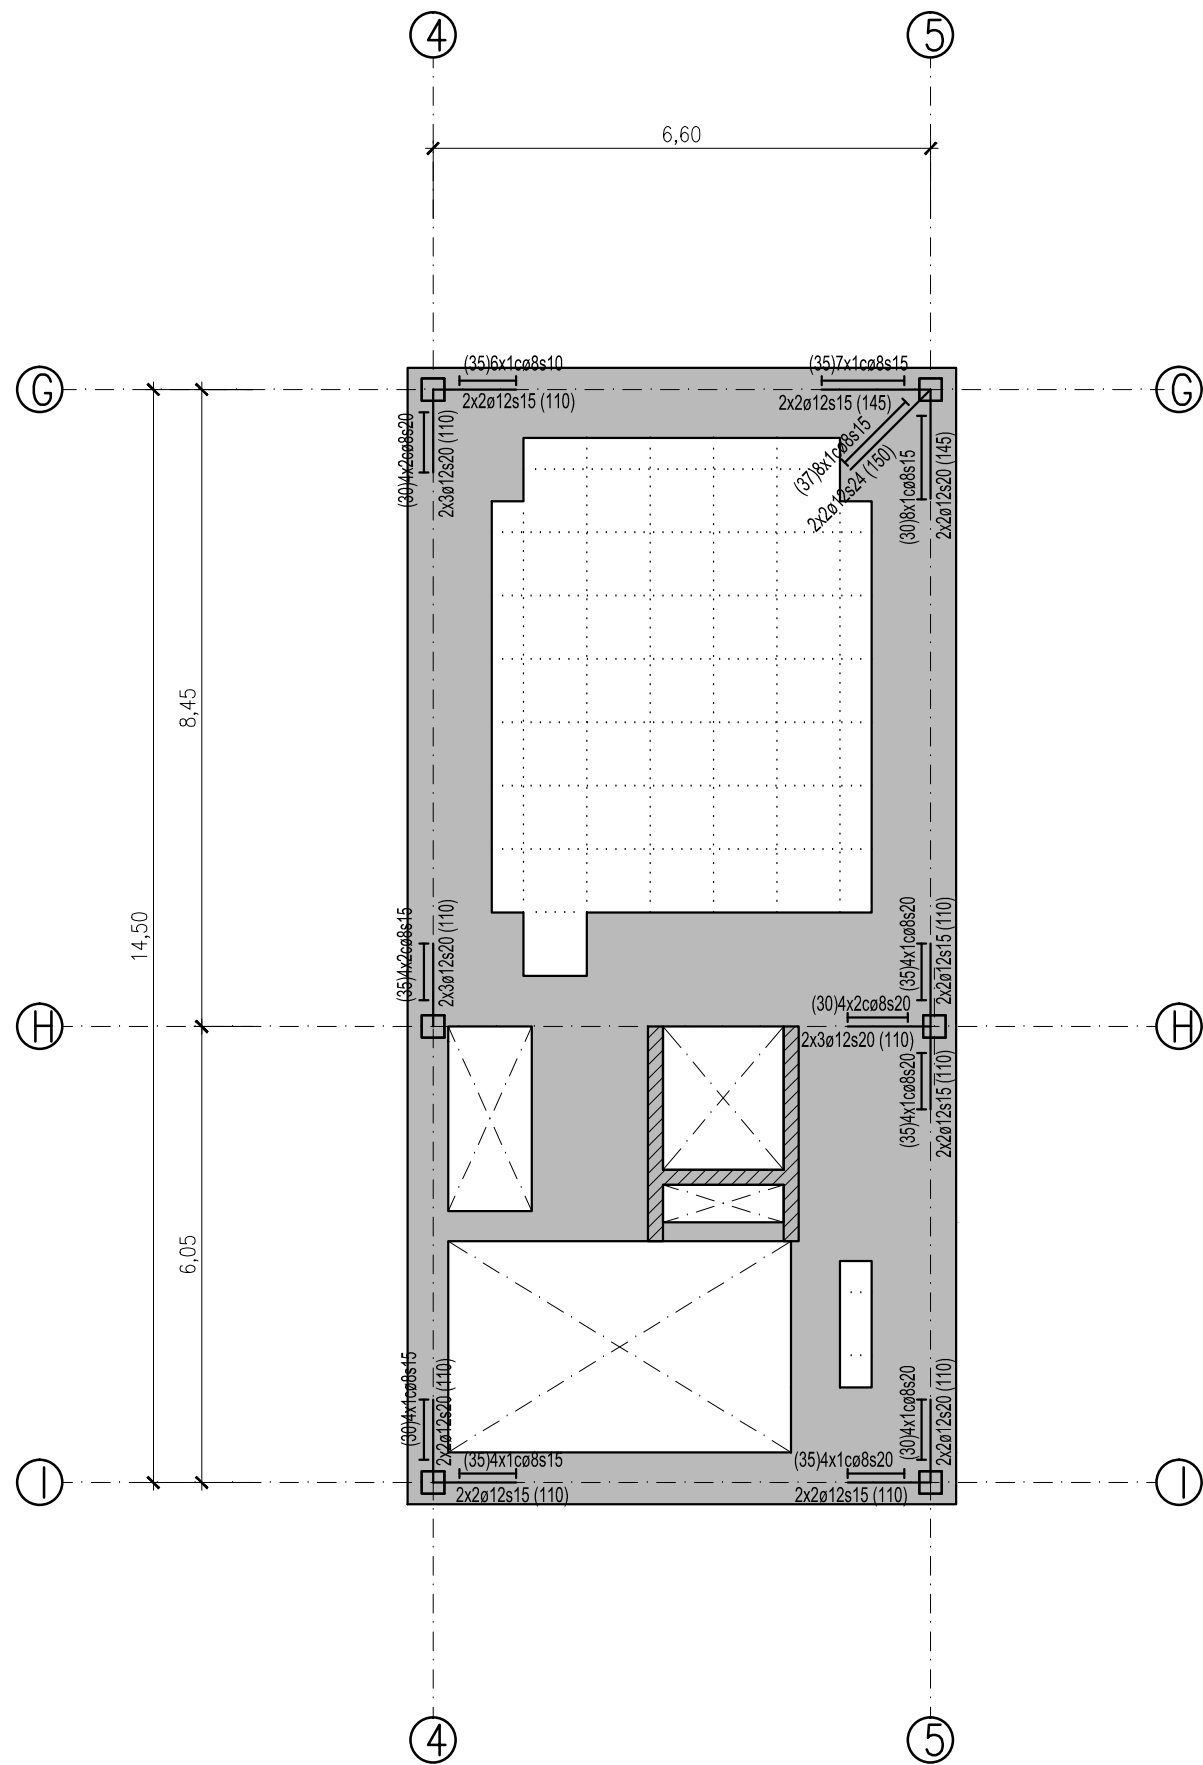 4
5
6,60
G
G
(35)6x1cø8s10
2x2ø12s15 (110)
(35)7x1cø8s15
2x2ø12s15 (145)
(30)4x2cø8s20
2x3ø12s20 (110)
(37)8x1cø8s15
2x2ø12s24 (150)
(30)8x1cø8s15
2x2ø12s20 (145)
8,45
14,50
(35)4x2cø8s15
2x3ø12s20 (110)
(35)4x1cø8s20
2x2ø12s15 (110)
(30)4x2cø8s20
2x3ø12s20 (110)
H
H
(35)4x1cø8s20
2x2ø12s15 (110)
6,05
(30)4x1cø8s15
2x2ø12s20 (110)
(30)4x1cø8s20
2x2ø12s20 (110)
(35)4x1cø8s15
2x2ø12s15 (110)
(35)4x1cø8s20
2x2ø12s15 (110)
I
I
4
5